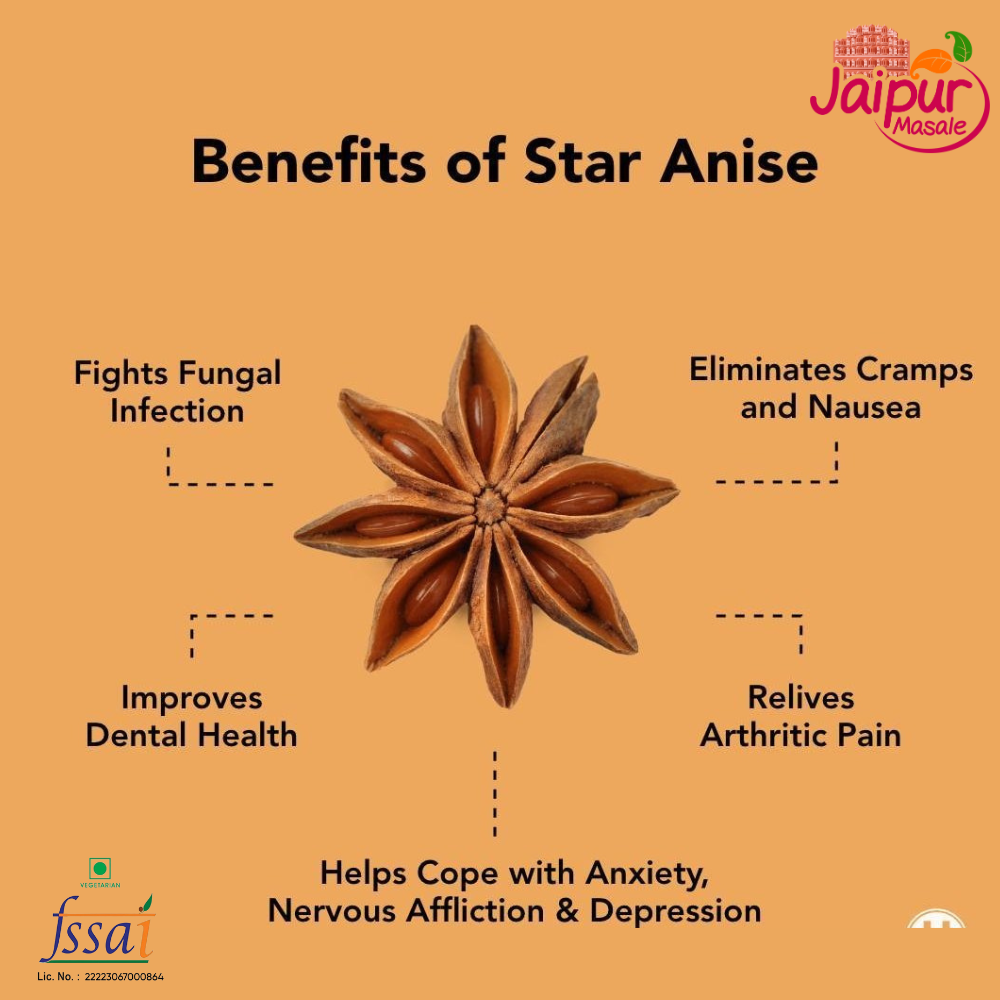 Jaipur
Masale
Benefits of Star Anise
Fights Fungal
Infection
Eliminates Cramps
and Nausea
Improves
Dental Health
Relives
Arthritic Pain
Helps Cope with Anxiety,
Nervous Affliction & Depression
VEGETARIAN
fssai
Lic. No. : 22223067000864